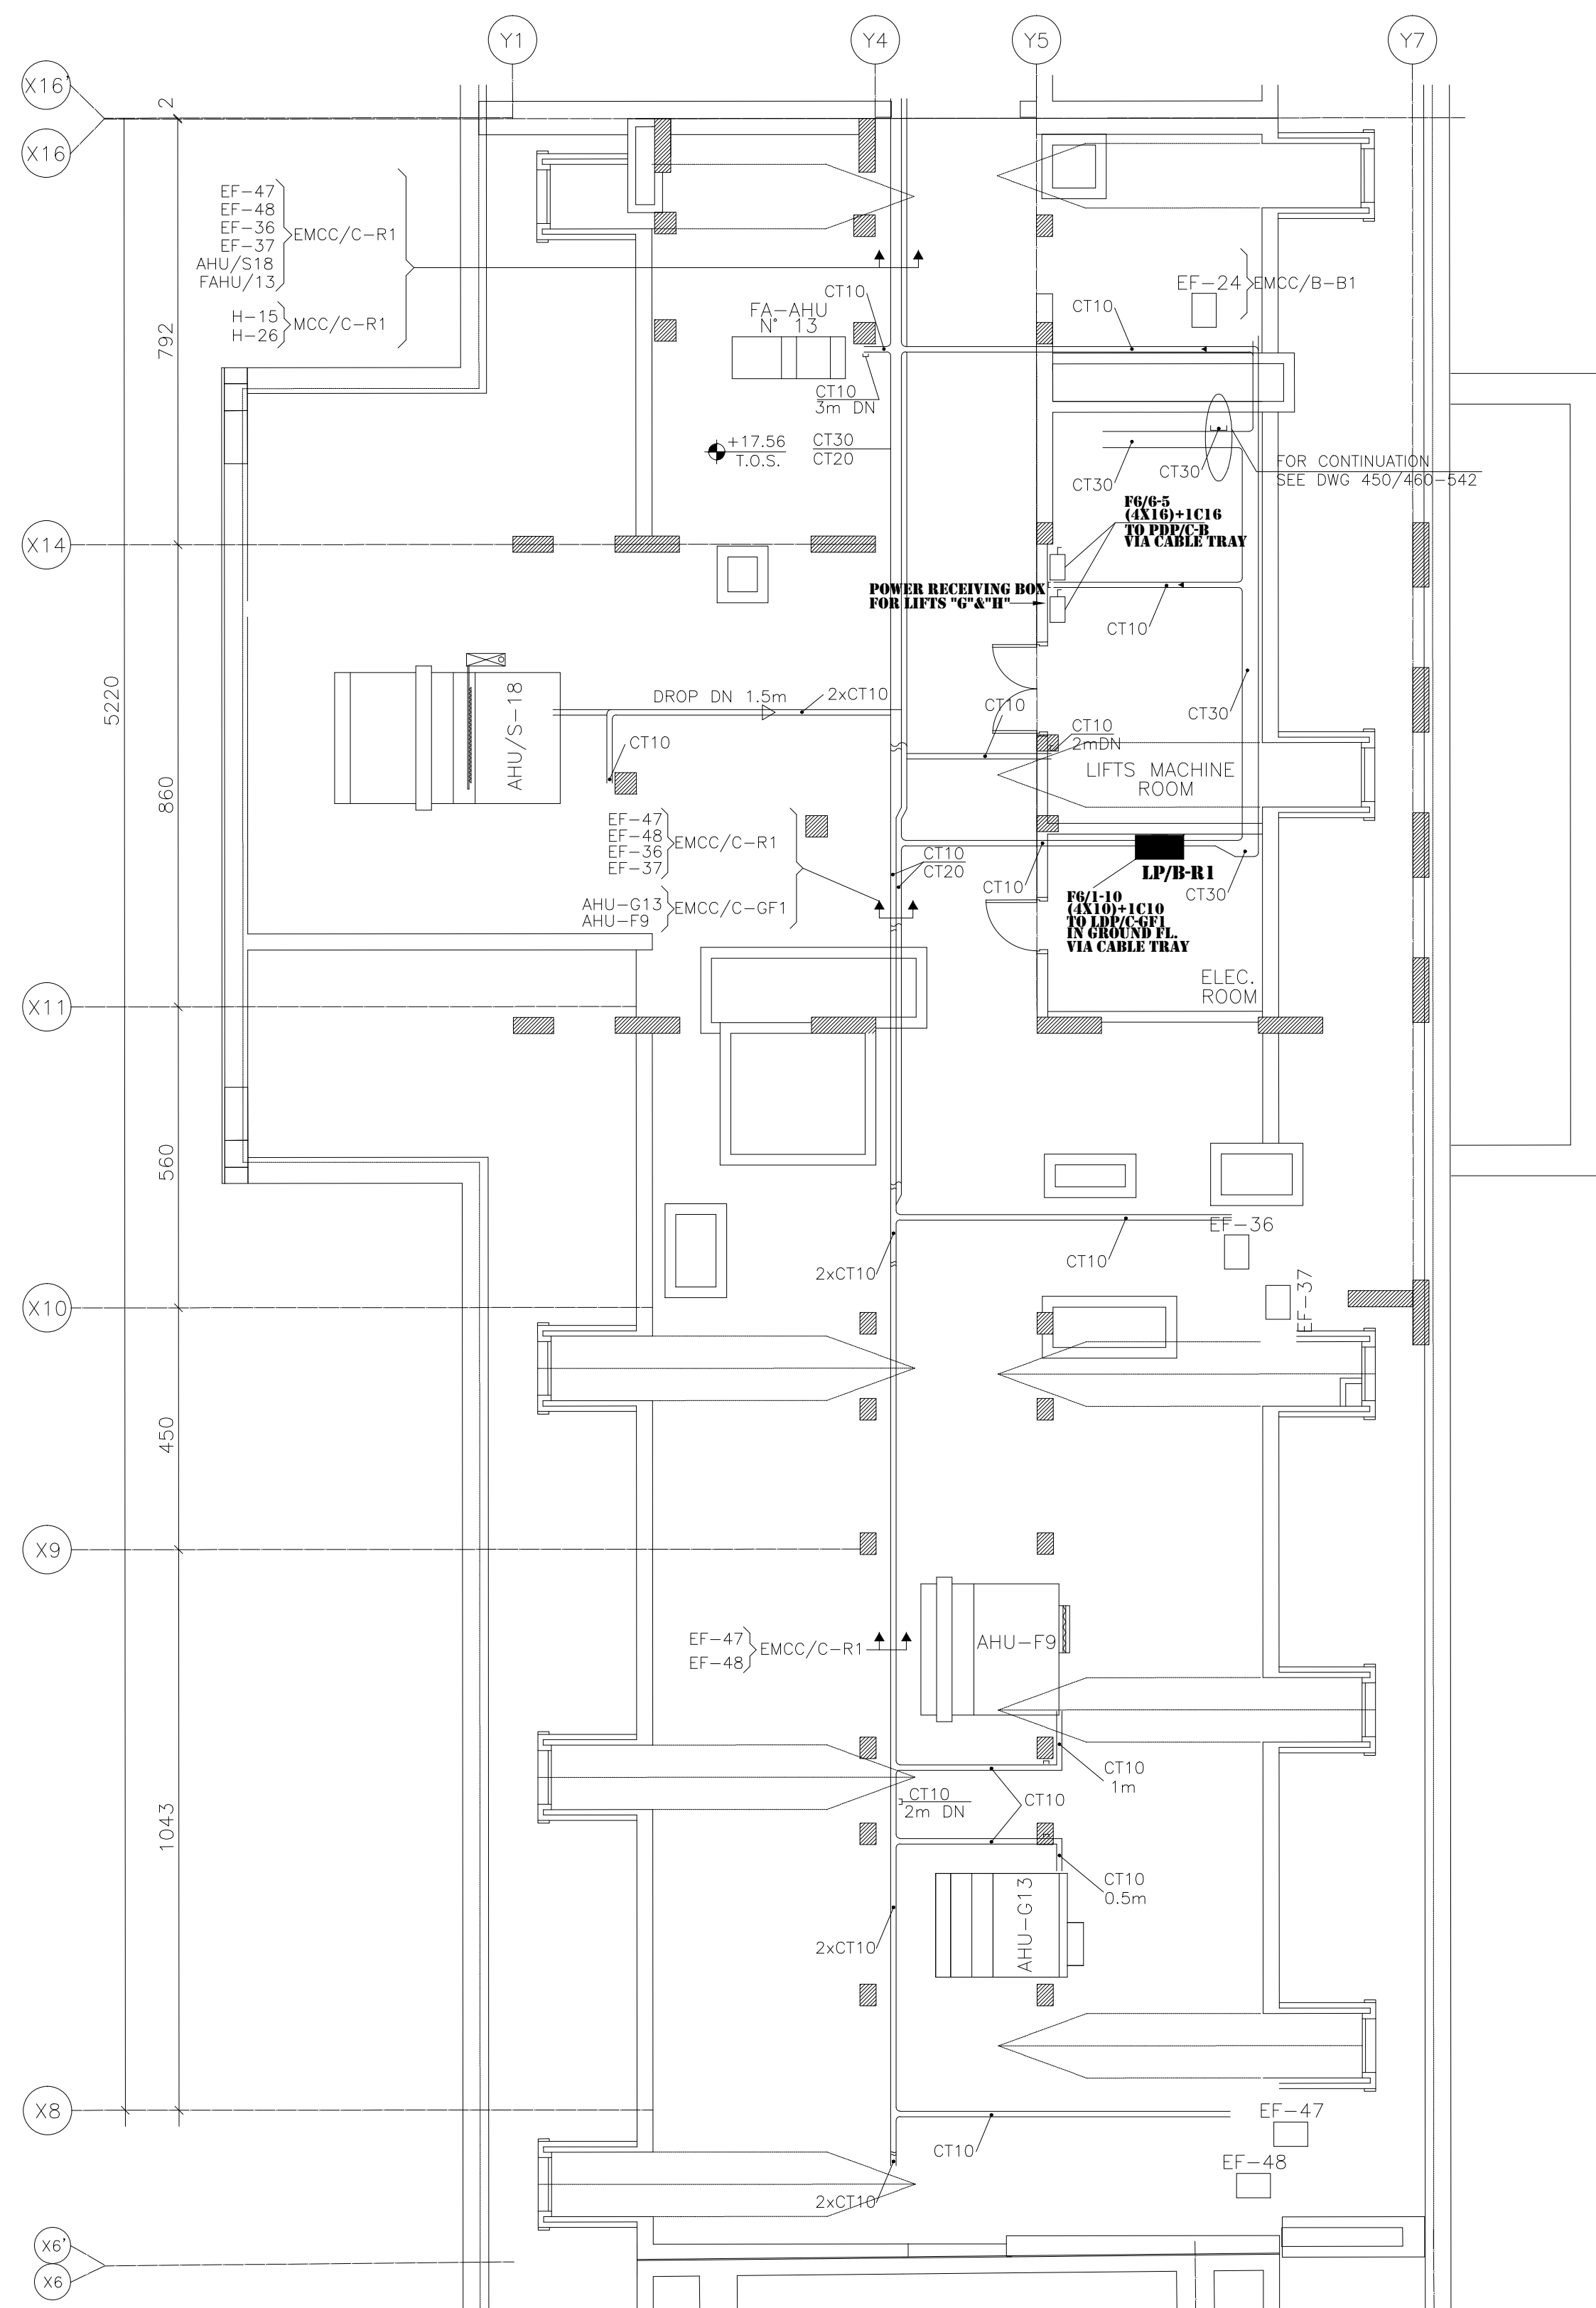 Y1
Y4
Y5
Y7
X16'
X16
2
EF-47
EF-48
EF-36
EF-37
AHU/S18
FAHU/13
EMCC/C-R1
H-15
H-26
MCC/C-R1
792
FA-AHU
N° 13
CT10
CT10
3m DN
+17.56
T.O.S.
CT30
CT20
EF-24
EMCC/B-B1
CT10
CT30
CT30
FOR CONTINUATION
SEE DWG 450/460-542
F6/6-5
(4X16)+1C16
TO PDP/C-B
VIA CABLE TRAY
X14
POWER RECEIVING BOX
FOR LIFTS "G"&"H"
CT10
5220
AHU/S-18
DROP DN 1.5m
2xCT10
CT10
CT10
CT10
2mDN
CT30
LIFTS MACHINE
ROOM
860
EF-47
EF-48
EF-36
EF-37
EMCC/C-R1
AHU-G13
AHU-F9
EMCC/C-GF1
CT10
CT20
CT10
LP/B-R1
CT30
F6/1-10
(4X10)+1C10
TO LDP/C-GF1
IN GROUND FL.
VIA CABLE TRAY
ELEC.
ROOM
X11
560
2xCT10
CT10
EF-36
EF-37
X10
450
X9
EF-47
EF-48
EMCC/C-R1
AHU-F9
CT10
1m
CT10
2m DN
CT10
1043
CT10
0.5m
AHU-G13
2xCT10
X8
CT10
EF-47
EF-48
2xCT10
X6'
X6